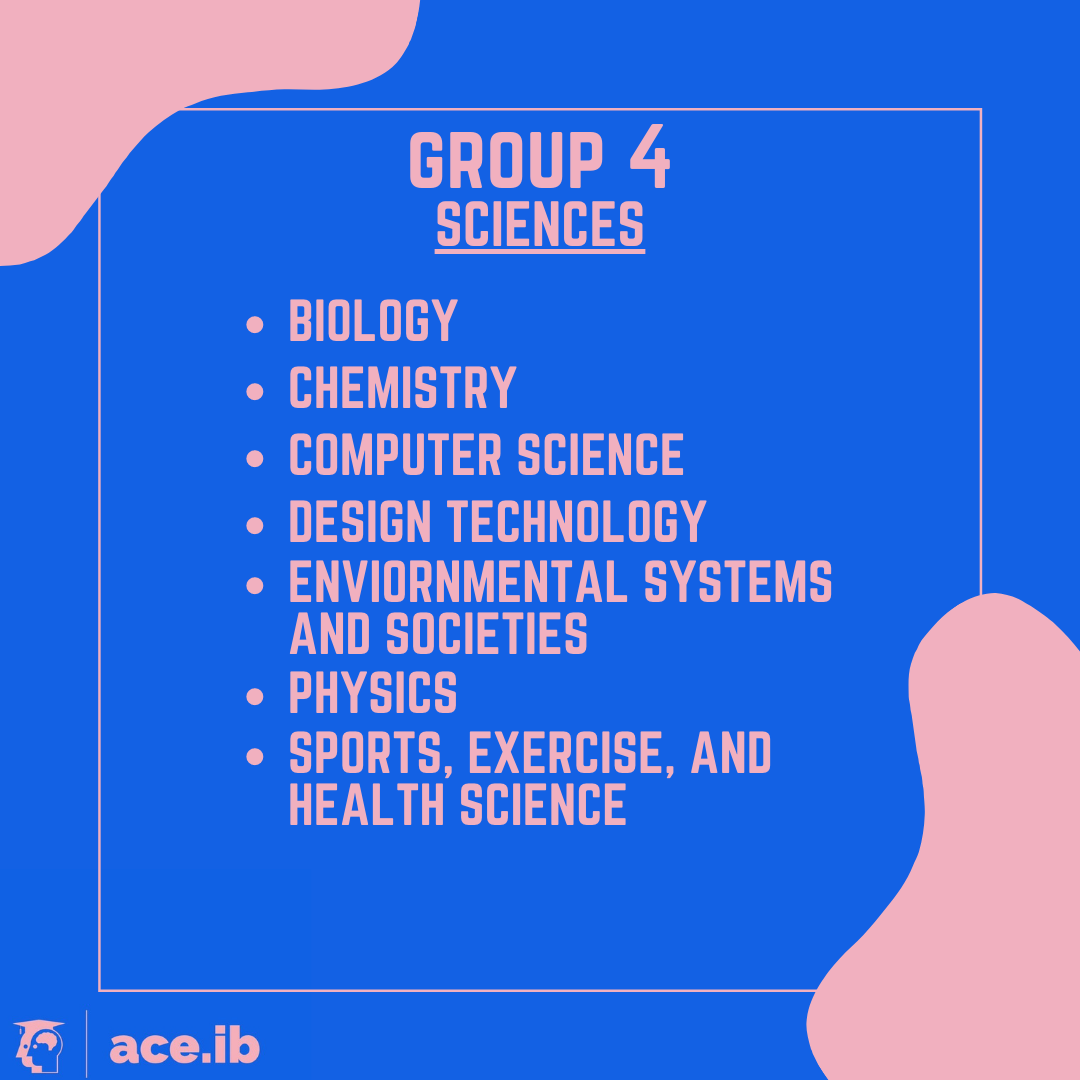 GROUP 4
SCIENCES
• BIOLOGY
• CHEMISTRY
• COMPUTER SCIENCE
• DESIGN TECHNOLOGY
• ENVIORNMENTAL SYSTEMS
AND SOCIETIES
• PHYSICS
• SPORTS, EXERCISE, AND
HEALTH SCIENCE
ace.ib